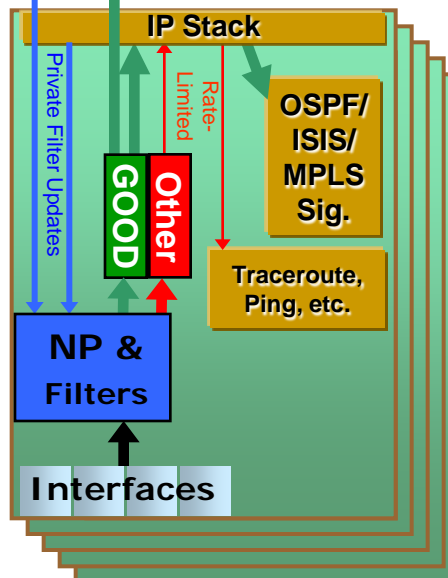 IP Stack
Private Filter Updates
Rate-
Limited
OSPF/
ISIS/
MPLS
Sig.
GOOD
Other
Traceroute,
Ping, etc.
NP &
Filters
Interfaces